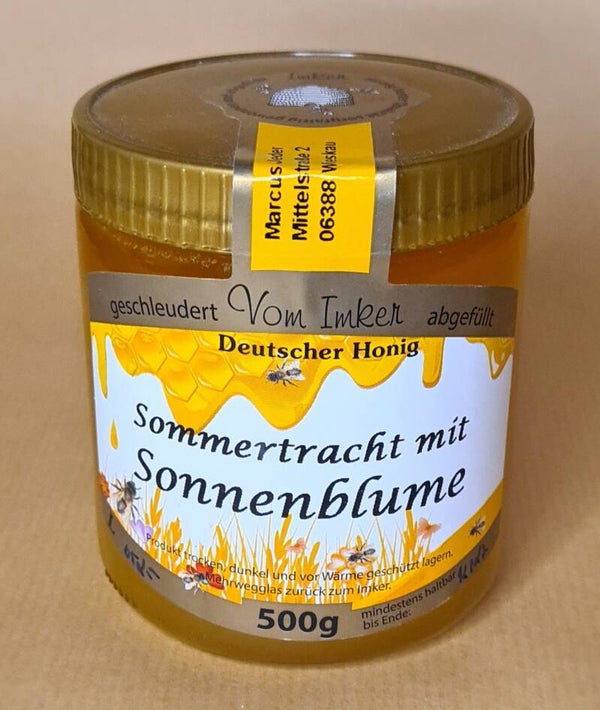 Imker
Marcus Jeder
Mittelstraße 2
06388 Wieskau
geschleudert Vom Imker abgefüllt
Deutscher Honig
Sommertracht mit
Sonnenblume
Produkt trocken, dunkel und vor Wärme geschützt lagern.
Mehrwegglas zurück zum Imker.
500g
mindestens haltbar
bis Ende: